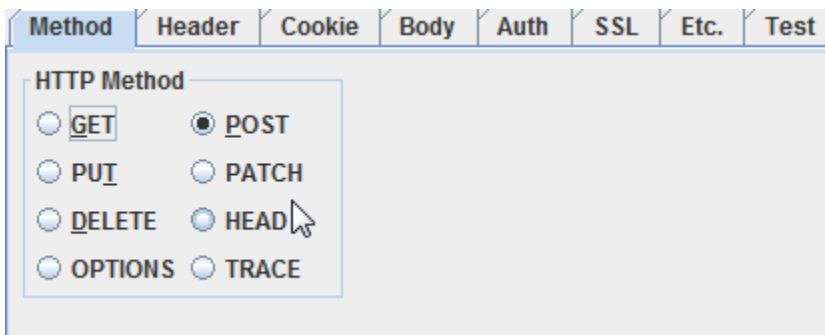 Method Header Cookie Body Auth SSL Etc. Test
HTTP Method
GET POST
PUT PATCH
DELETE HEAD
OPTIONS TRACE